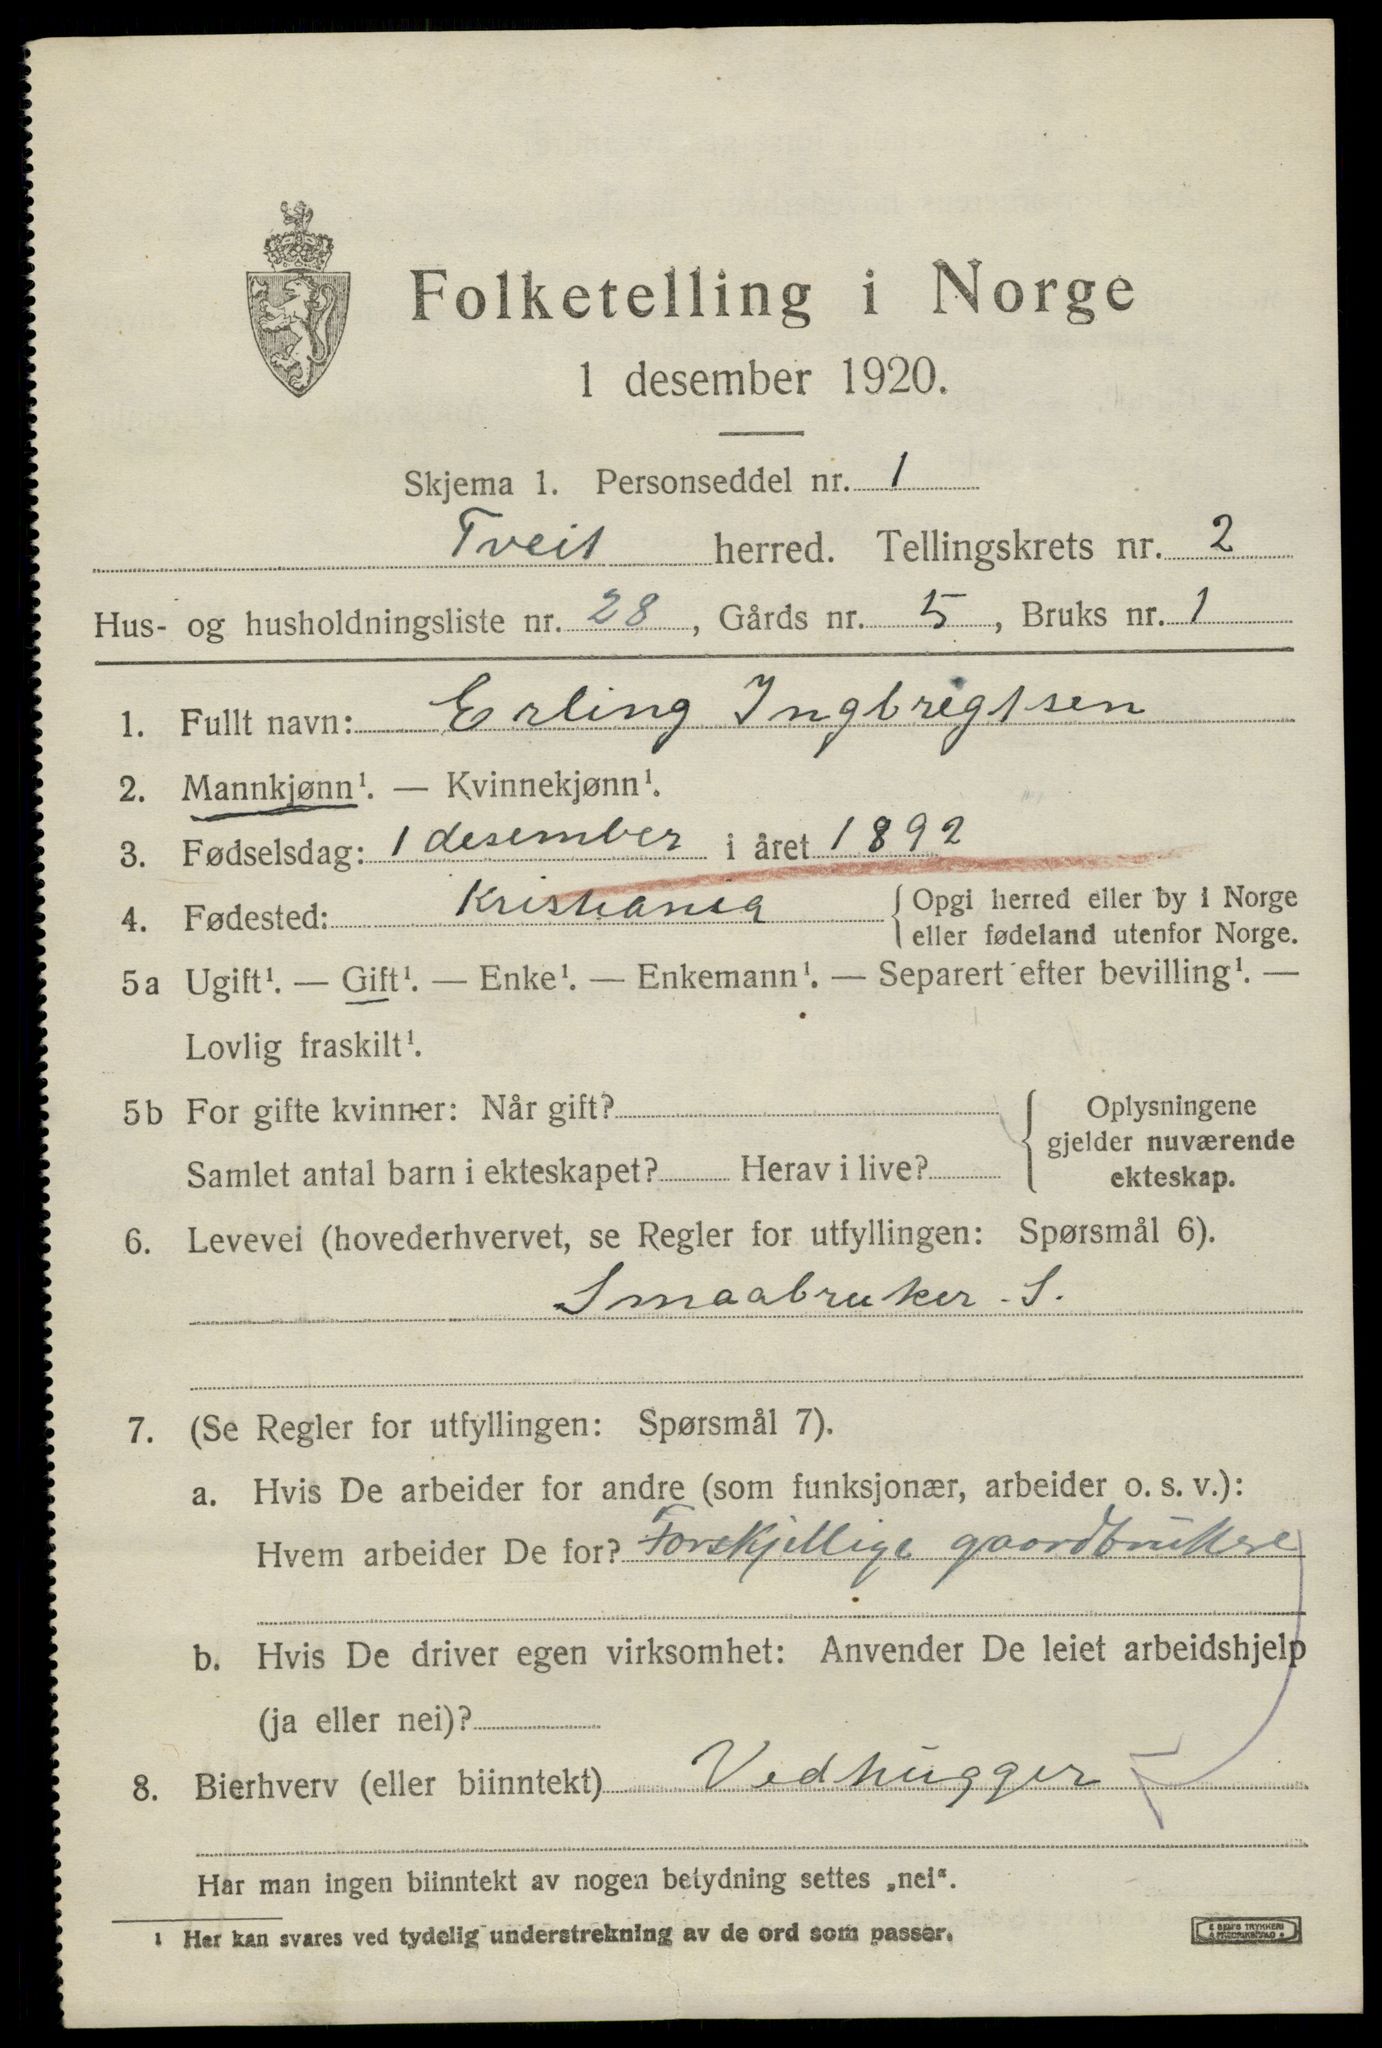 Folketelling i Norge
1 desember 1920.
Skjema 1. Personseddel nr. 1
Tveit herred. Tellingskrets nr. 2
Hus- og husholdningsliste nr. 28, Gårds nr. 5, Bruks nr. 1
1. Fullt navn: Erling Ingbregtsen
2. Mannkjønn¹. — Kvinnekjønn¹.
3. Fødselsdag: 1 desember i året 1892
4. Fødested: Kristiania { Opgi herred eller by i Norge
eller fødeland utenfor Norge.
5a Ugift¹. — Gift¹. — Enke¹. — Enkemann¹. — Separert efter bevilling¹. —
Lovlig fraskilt¹.
5b For gifte kvinner: Når gift? { Oplysningene
gjelder nuværende
Samlet antal barn i ekteskapet? Herav i live?
ekteskap.
6. Levevei (hovederhvervet, se Regler for utfyllingen: Spørsmål 6).
Smaabruker. S.
7. (Se Regler for utfyllingen: Spørsmål 7).
a. Hvis De arbeider for andre (som funksjonær, arbeider o. s. v.):
Hvem arbeider De for? Forskjellige gaardbrukere
b. Hvis De driver egen virksomhet: Anvender De leiet arbeidshjelp
(ja eller nei)?
8. Bierhverv (eller biinntekt) Vedhugger
Har man ingen biinntekt av nogen betydning settes „nei“.
¹ Her kan svares ved tydelig understrekning av de ord som passer.
E SEM'S TRYKKERI
FREDRIKSHALD